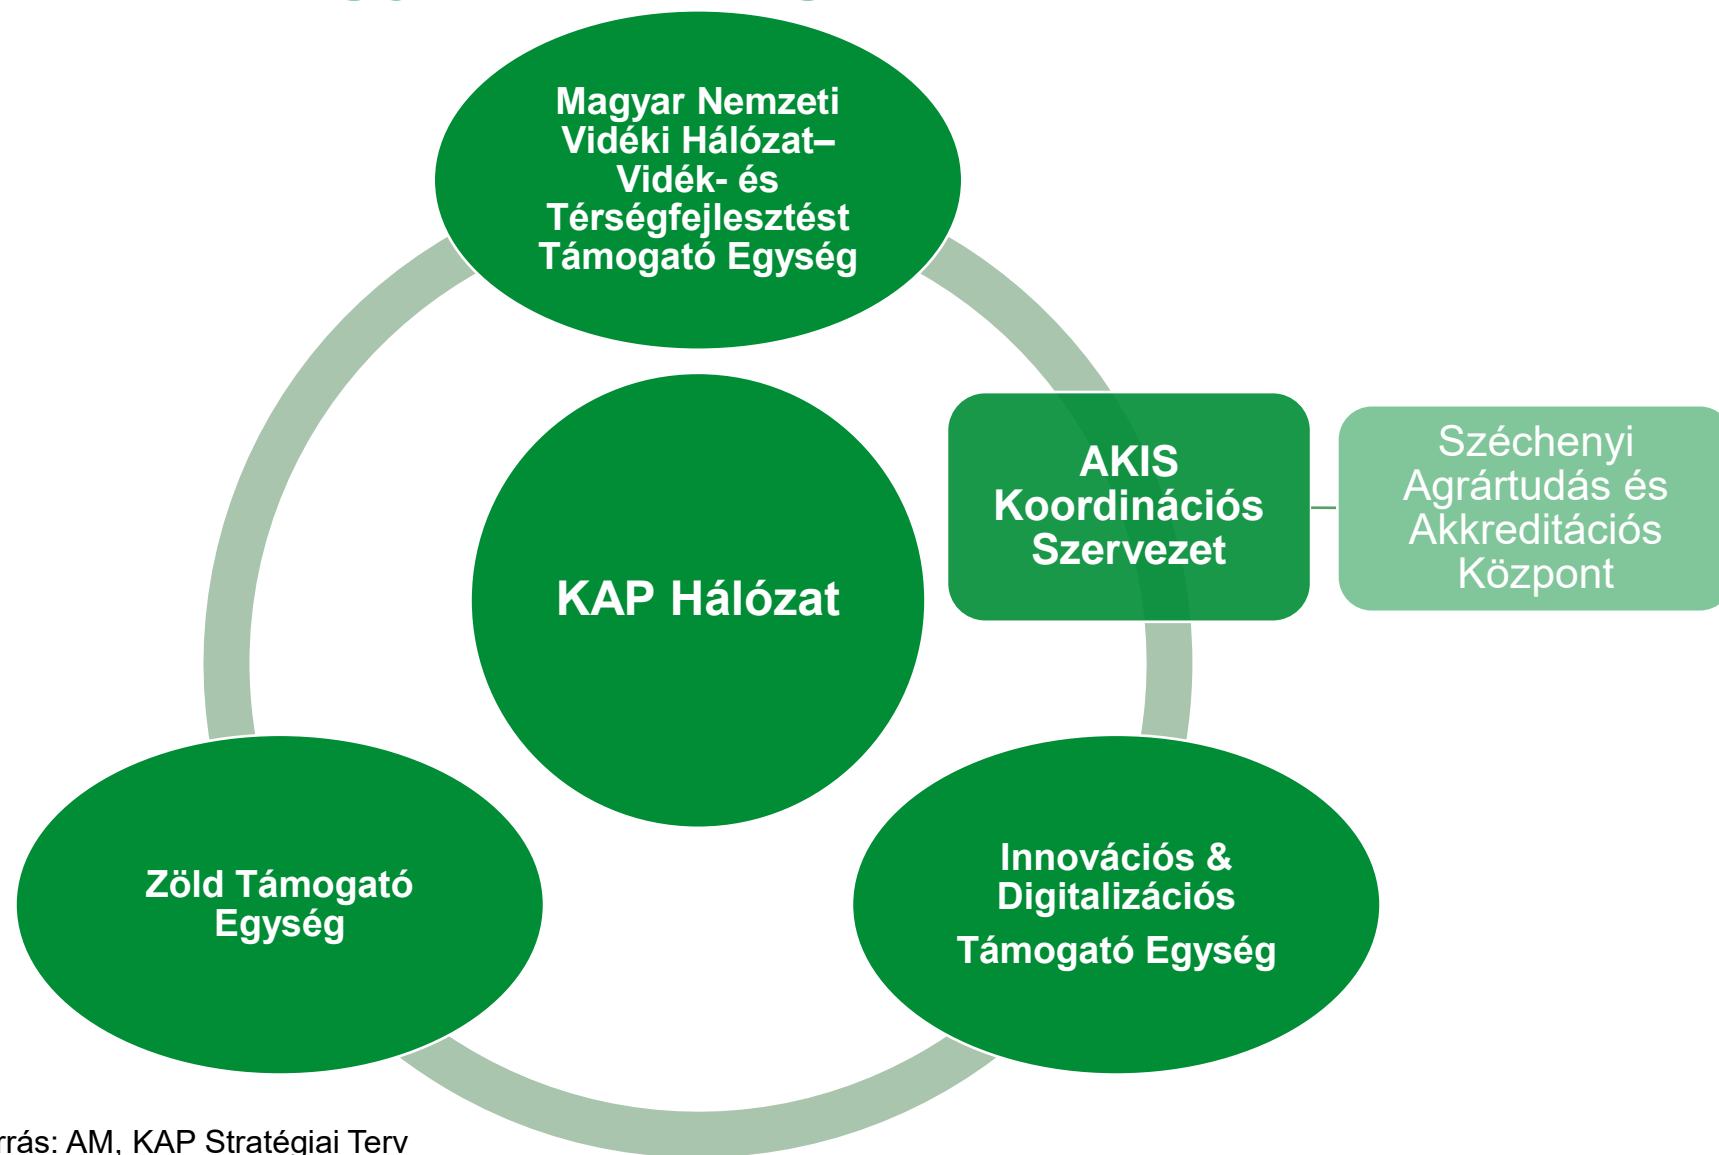 Magyar Nemzeti
Vidéki Hálózat–
Vidék- és
Térségfejlesztést
Támogató Egység
AKIS
Koordinációs
Szervezet
Széchenyi
Agrártudás és
Akkreditációs
Központ
KAP Hálózat
Zöld Támogató
Egység
Innovációs &
Digitalizációs
Támogató Egység
rrás: AM, KAP Stratégiai Terv